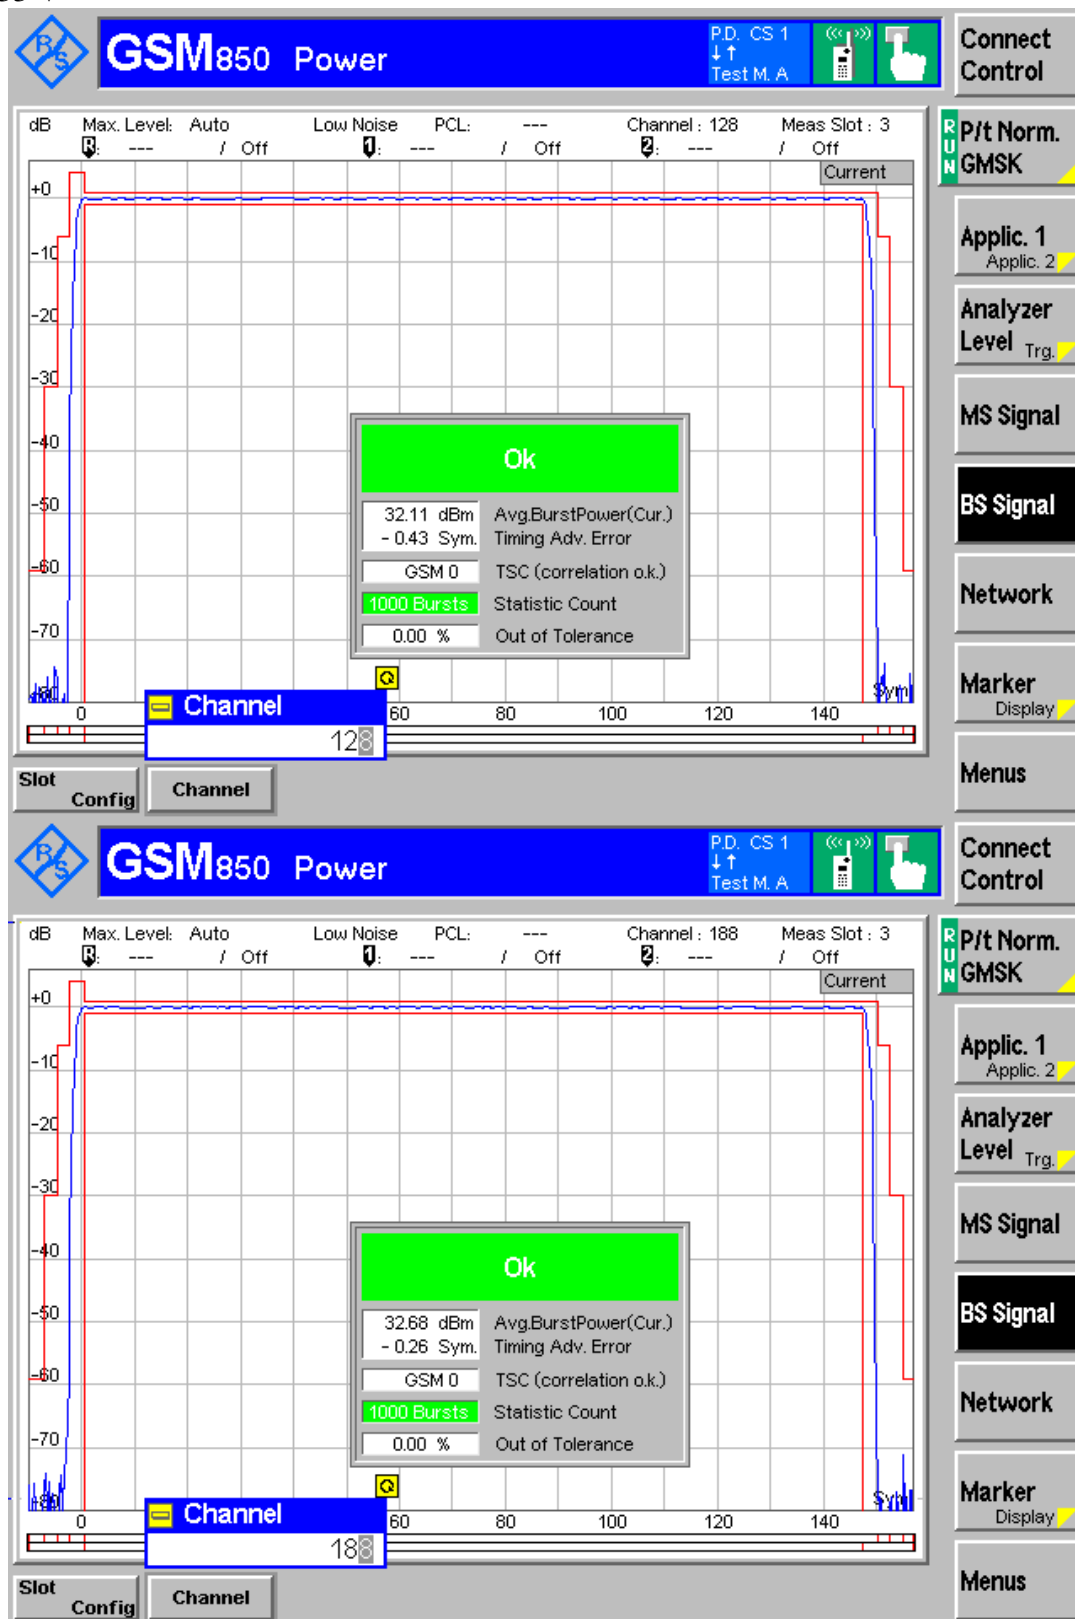 R/S GSM850 Power P.D. CS 1 Connect
↓↑ Control
Test M. A
dB Max. Level: Auto Low Noise PCL: --- Channel : 128 Meas Slot : 3
R: --- / Off 1: --- / Off 2: --- / Off
RUN P/t Norm.
GMSK
Current
+0
-10
-20
-30
-40
-50
-60
-70
Ok
32.11 dBm Avg.BurstPower(Cur.)
- 0.43 Sym. Timing Adv. Error
GSM 0 TSC (correlation o.k.)
1000 Bursts Statistic Count
0.00 % Out of Tolerance
-80 Sym
0 60 80 100 120 140
Channel
128
Applic. 1
Applic. 2
Analyzer
Level Trg.
MS Signal
BS Signal
Network
Marker
Display
Menus
Slot
Config
Channel
R/S GSM850 Power P.D. CS 1 Connect
↓↑ Control
Test M. A
dB Max. Level: Auto Low Noise PCL: --- Channel : 188 Meas Slot : 3
R: --- / Off 1: --- / Off 2: --- / Off
RUN P/t Norm.
GMSK
Current
+0
-10
-20
-30
-40
-50
-60
-70
Ok
32.68 dBm Avg.BurstPower(Cur.)
- 0.26 Sym. Timing Adv. Error
GSM 0 TSC (correlation o.k.)
1000 Bursts Statistic Count
0.00 % Out of Tolerance
-80 Sym
0 60 80 100 120 140
Channel
188
Applic. 1
Applic. 2
Analyzer
Level Trg.
MS Signal
BS Signal
Network
Marker
Display
Menus
Slot
Config
Channel